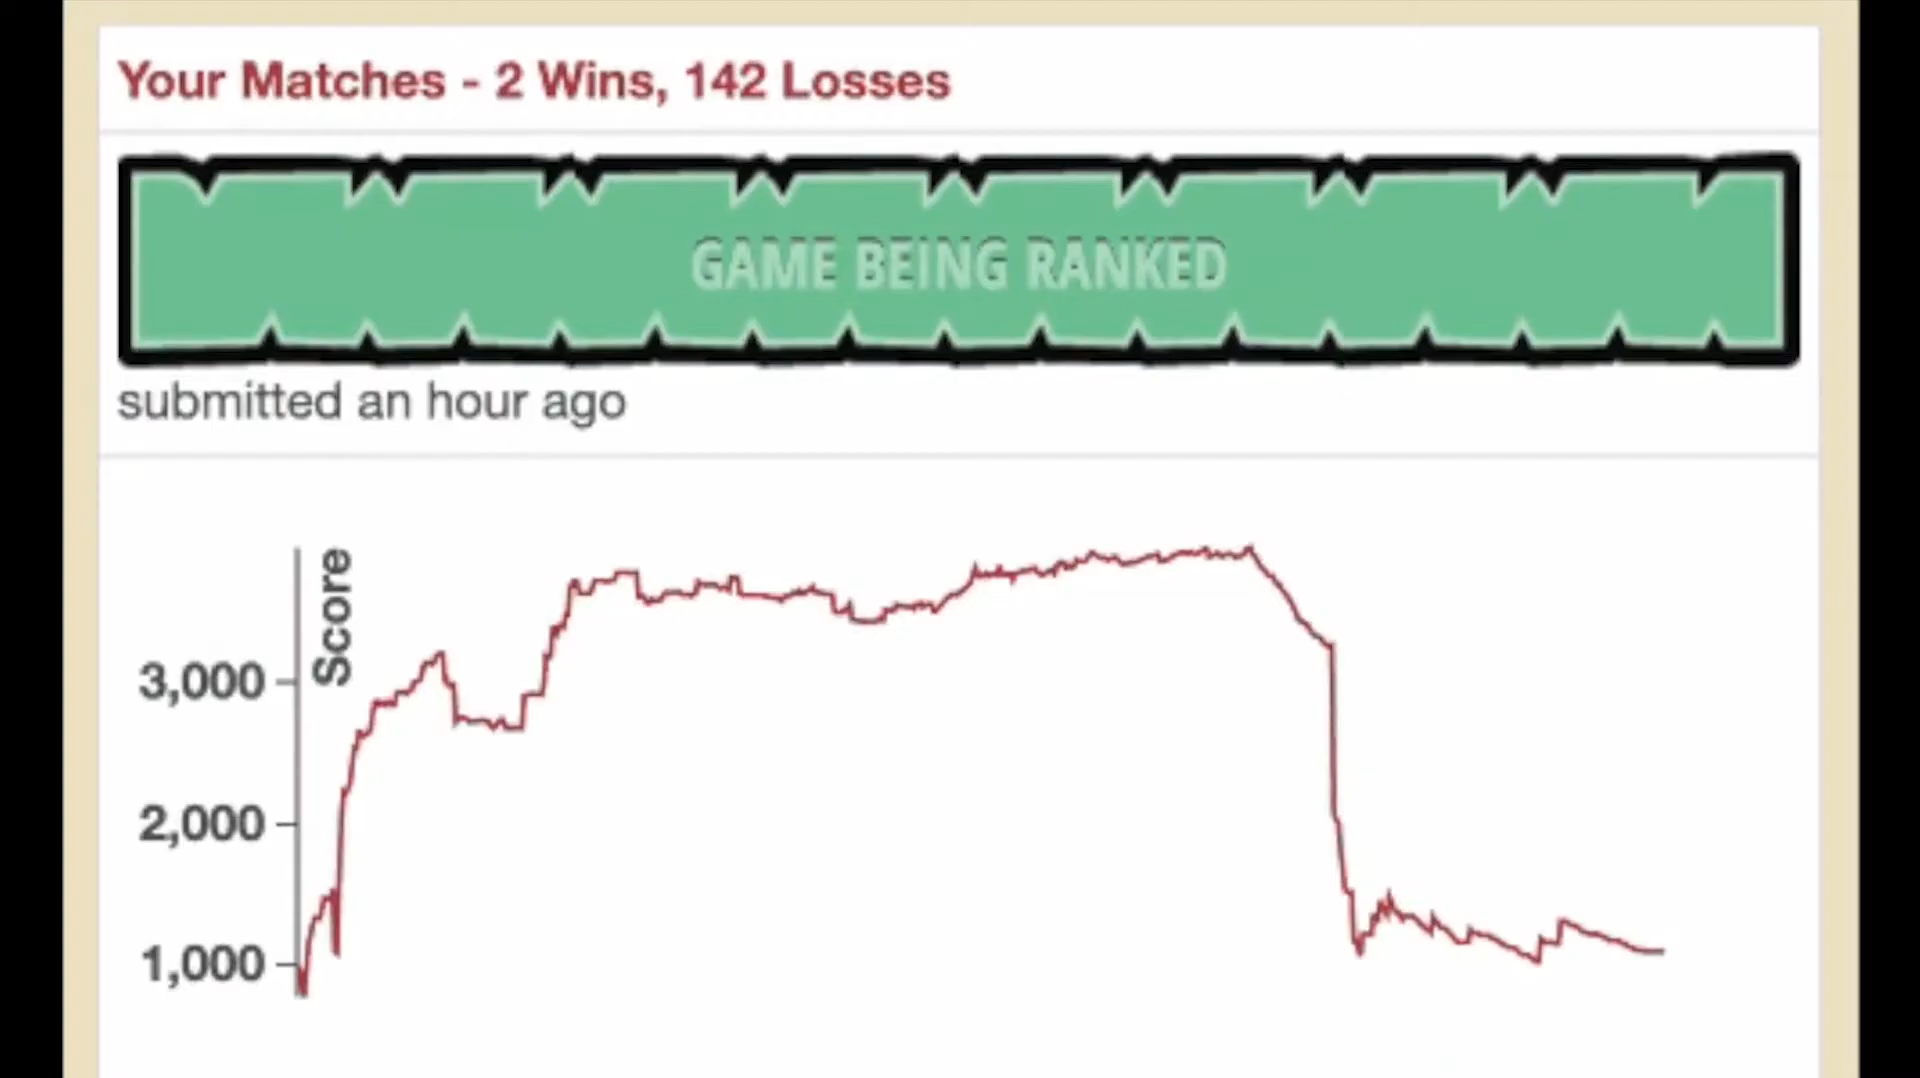 Your Matches - 2 Wins, 142 Losses
GAME BEING RANKED
submitted an hour ago
Score
3,000
2,000
1,000